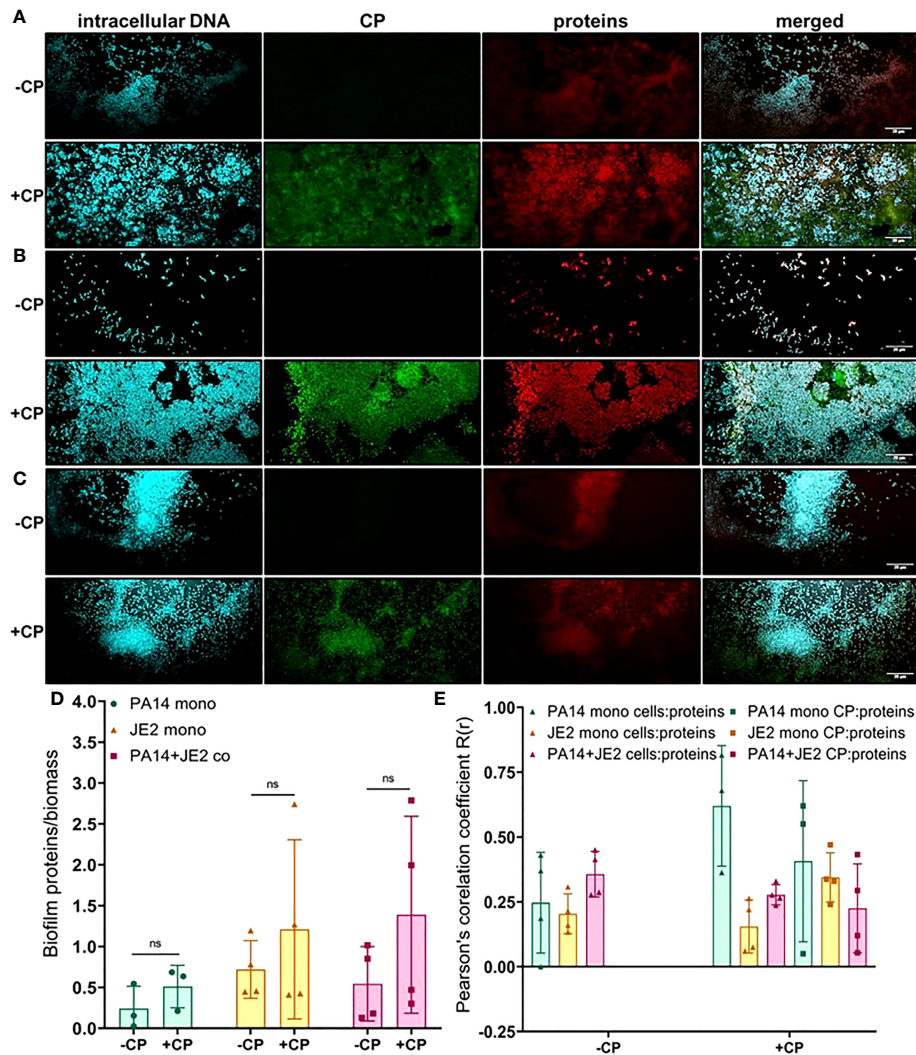 A intracellular DNA CP proteins merged
-CP
+CP
B
-CP
+CP
C
-CP
+CP
D
4.0
3.5
3.0
2.5
2.0
1.5
1.0
0.5
0.0
Biofilm proteins/biomass
PA14 mono
JE2 mono
PA14+JE2 co
ns
ns
ns
-CP +CP -CP +CP -CP +CP
E
1.00
0.75
0.50
0.25
0.00
-0.25
Pearson's corelation coefficient R(r)
PA14 mono cells:proteins PA14 mono CP:proteins
JE2 mono cells:proteins JE2 mono CP:proteins
PA14+JE2 cells:proteins PA14+JE2 CP:proteins
-CP +CP